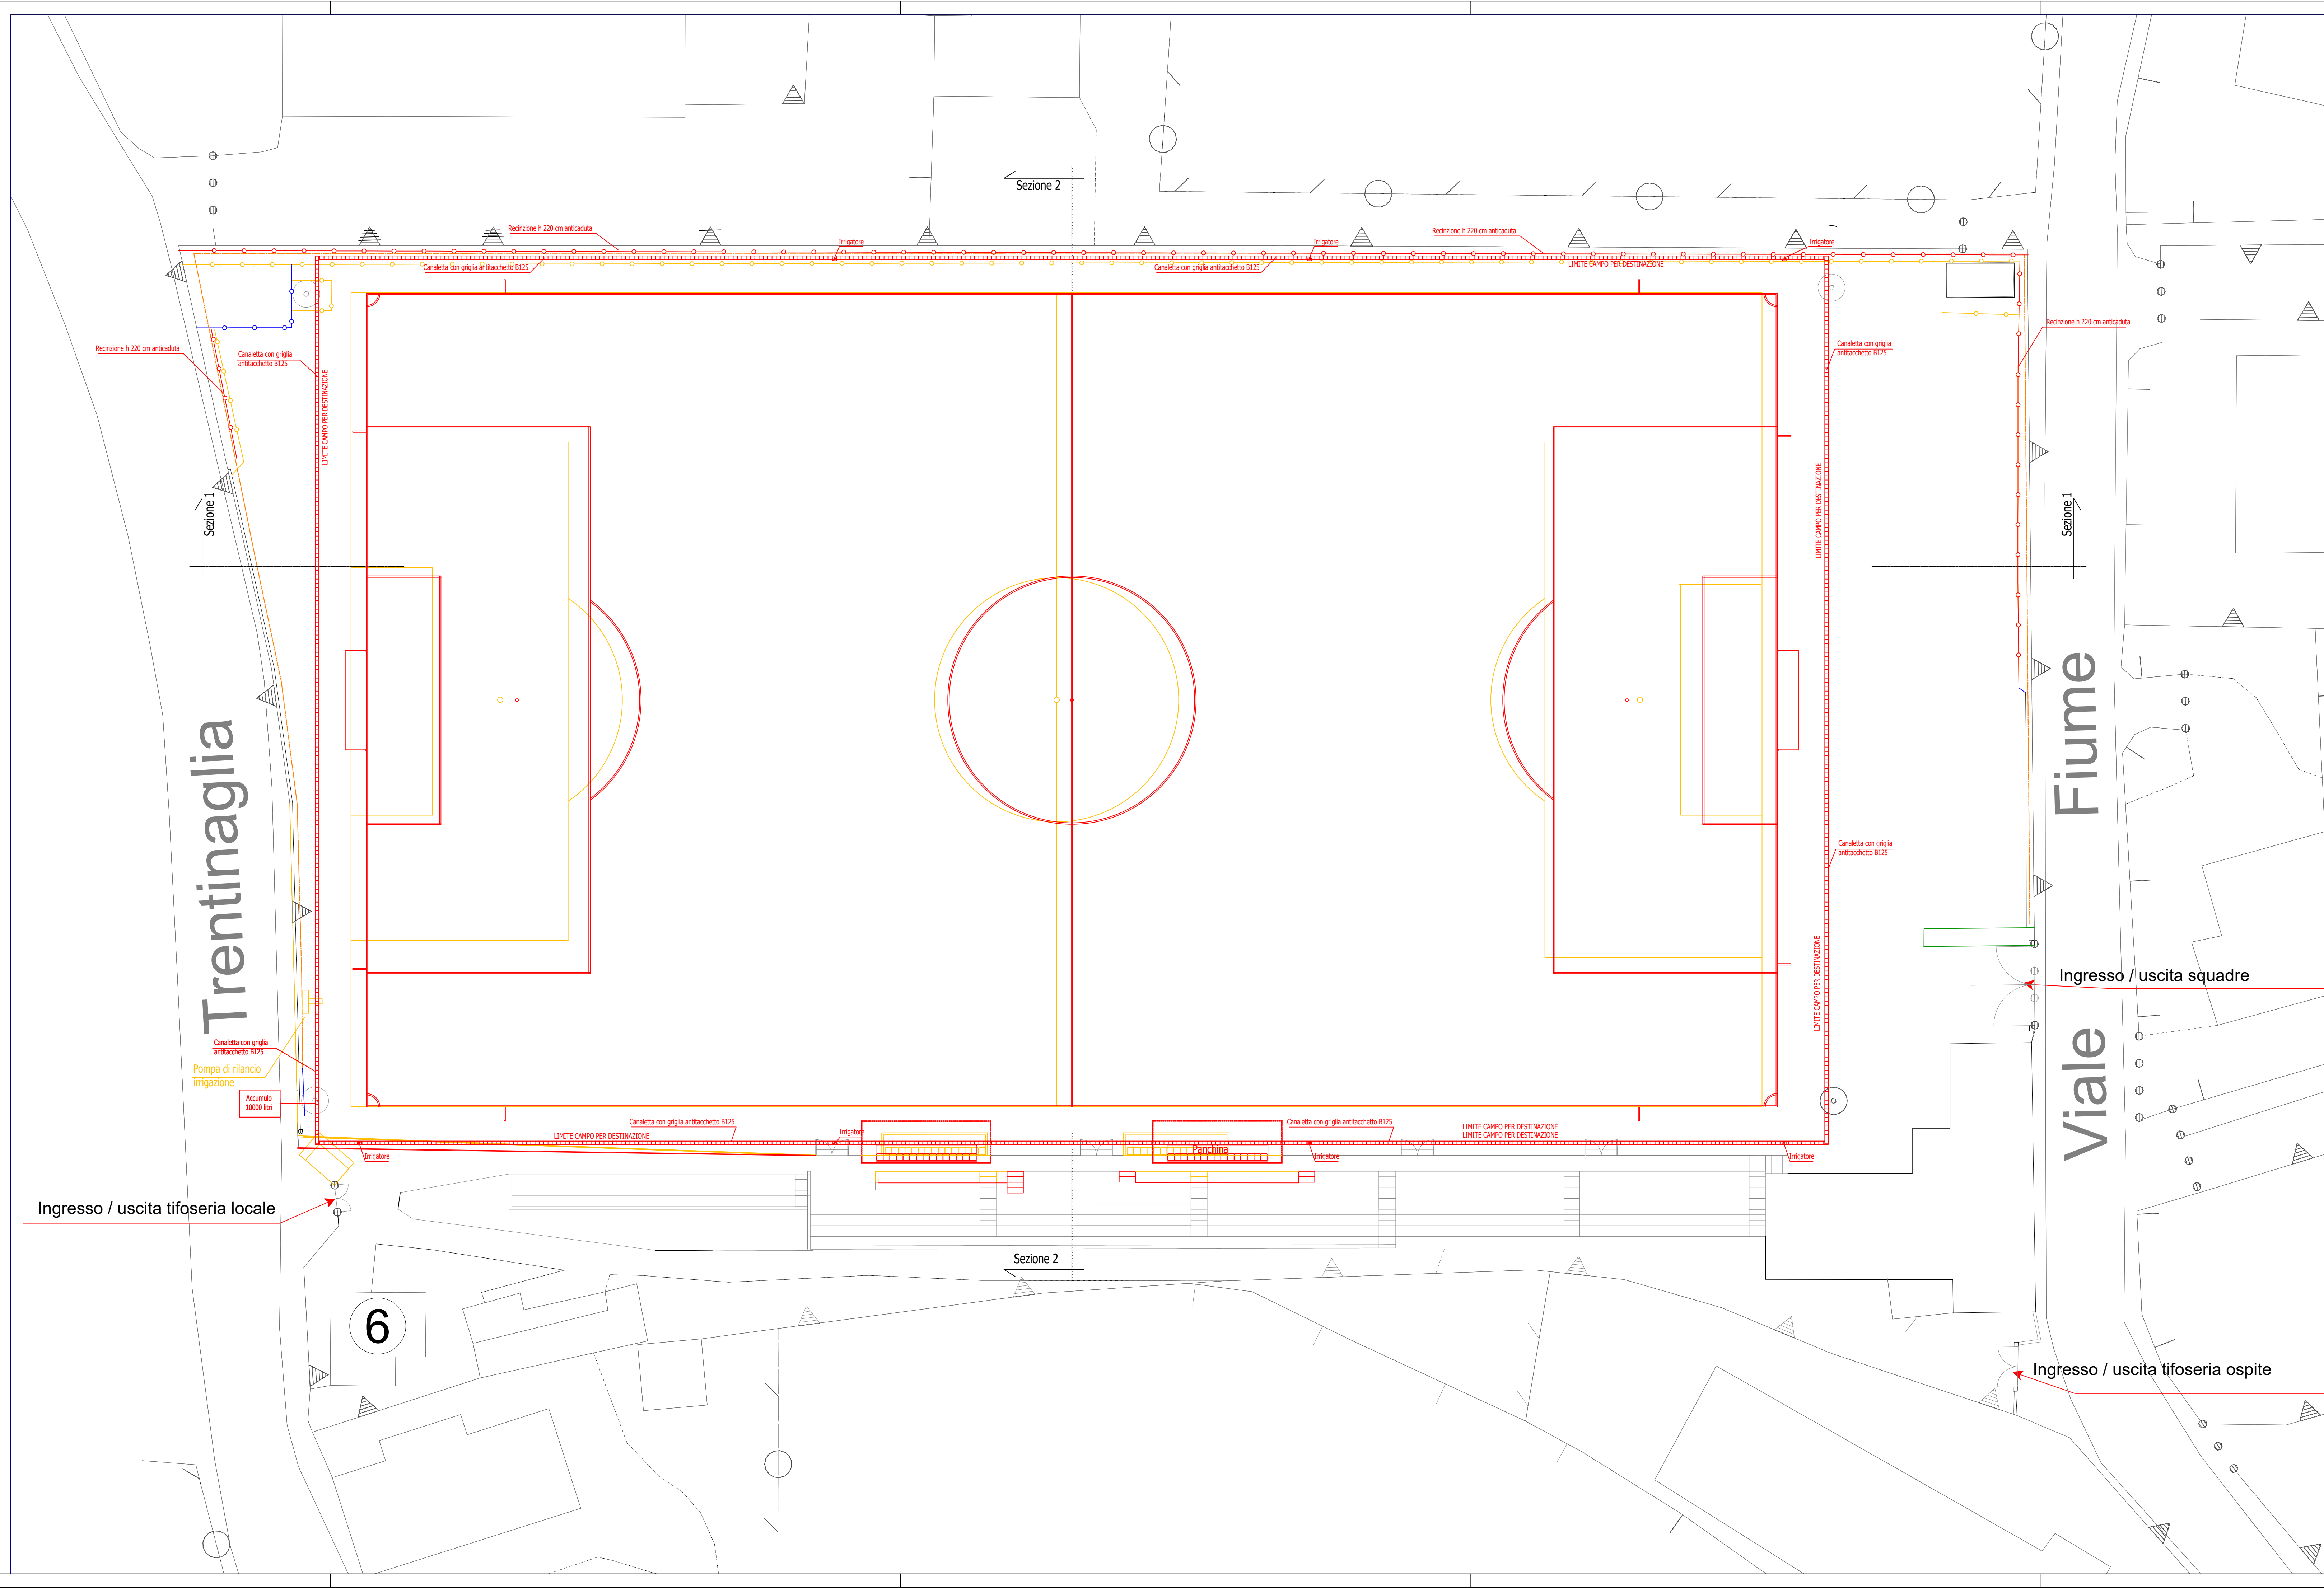 Sezione 2
Recinzione h 220 cm anticaduta
Recinzione h 220 cm anticaduta
Irrigatore
Irrigatore
Irrigatore
Canaletta con griglia antitacchetto B125
Canaletta con griglia antitacchetto B125
LIMITE CAMPO PER DESTINAZIONE
Recinzione h 220 cm anticaduta
Recinzione h 220 cm anticaduta
Canaletta con griglia
antitacchetto B125
Canaletta con griglia
antitacchetto B125
LIMITE CAMPO PER DESTINAZIONE
LIMITE CAMPO PER DESTINAZIONE
Sezione 1
Sezione 1
Trentinaglia
Viale Fiume
Canaletta con griglia
antitacchetto B125
LIMITE CAMPO PER DESTINAZIONE
Ingresso / uscita squadre
Canaletta con griglia
antitacchetto B125
Pompa di rilancio
irrigazione
Accumulo
10000 litri
Canaletta con griglia antitacchetto B125
LIMITE CAMPO PER DESTINAZIONE
Irrigatore
Canaletta con griglia antitacchetto B125
LIMITE CAMPO PER DESTINAZIONE
LIMITE CAMPO PER DESTINAZIONE
Panchina
Irrigatore
Irrigatore
Irrigatore
Ingresso / uscita tifoseria locale
Sezione 2
6
Ingresso / uscita tifoseria ospite